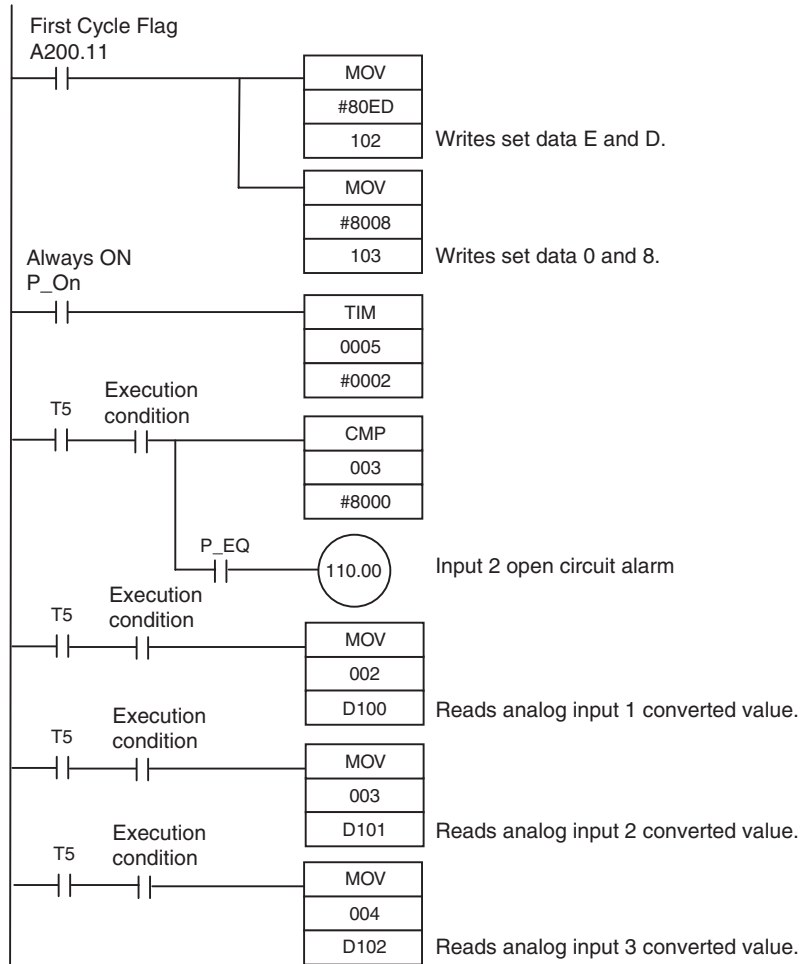 First Cycle Flag
A200.11
MOV
#80ED
102
Writes set data E and D.
MOV
#8008
103
Writes set data 0 and 8.
Always ON
P_On
TIM
0005
#0002
T5
Execution
condition
CMP
003
#8000
P_EQ
110.00
Input 2 open circuit alarm
T5
Execution
condition
MOV
002
D100
Reads analog input 1 converted value.
T5
Execution
condition
MOV
003
D101
Reads analog input 2 converted value.
T5
Execution
condition
MOV
004
D102
Reads analog input 3 converted value.